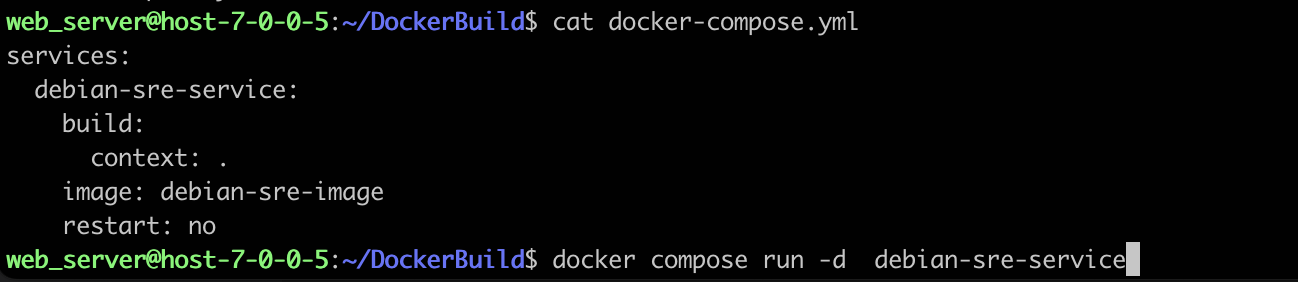 web_server@host-7-0-0-5:~/DockerBuild$ cat docker-compose.yml
services:
  debian-sre-service:
    build:
      context: .
    image: debian-sre-image
    restart: no
web_server@host-7-0-0-5:~/DockerBuild$ docker compose run -d  debian-sre-service